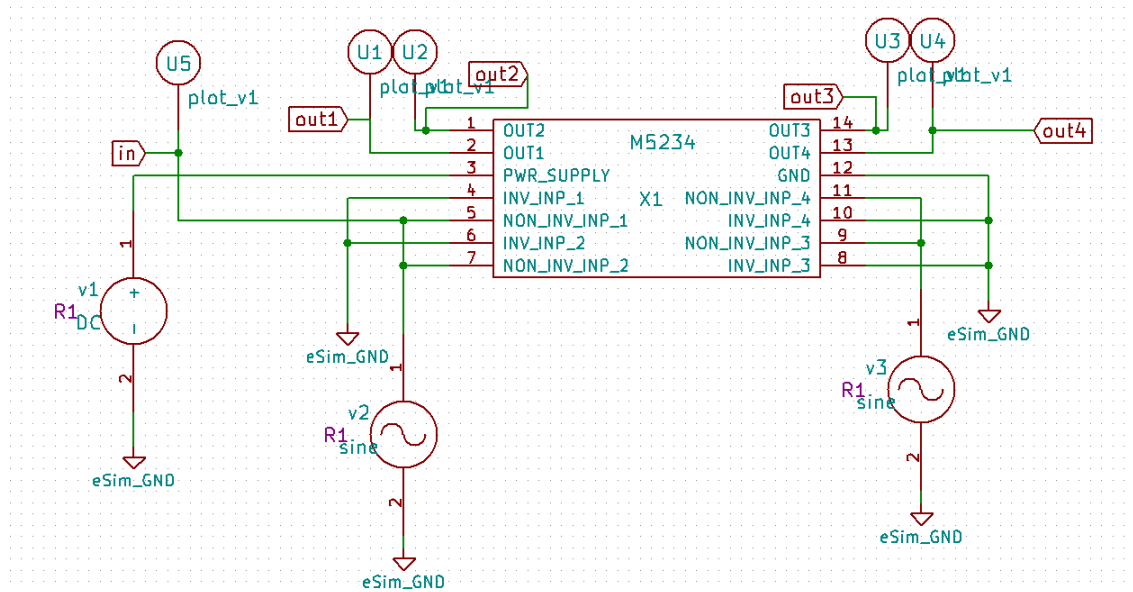 U5
plot_v1
U1
U2
plot_v1
plot_v1
out2
U3
U4
plot_v1
plot_v1
out1
out3
out4
in
M5234
X1
1 OUT2
2 OUT1
3 PWR_SUPPLY
4 INV_INP_1
5 NON_INV_INP_1
6 INV_INP_2
7 NON_INV_INP_2
OUT3 14
OUT4 13
GND 12
NON_INV_INP_4 11
INV_INP_4 10
NON_INV_INP_3 9
INV_INP_3 8
1
v1
R1
DC
+
2
eSim_GND
eSim_GND
1
v2
R1
sine
2
eSim_GND
eSim_GND
1
v3
R1
sine
2
eSim_GND